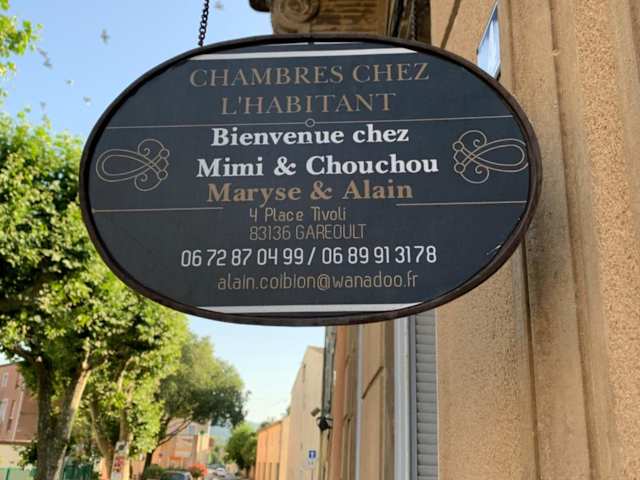 CHAMBRES CHEZ
L'HABITANT
Bienvenue chez
Mimi & Chouchou
Maryse & Alain
4 Place Tivoli
83136 GAREOULT
06 72 87 04 99 / 06 89 91 31 78
alain.coibion@wanadoo.fr